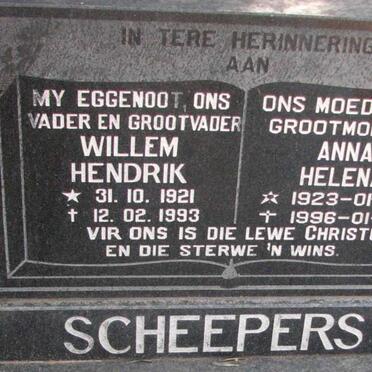 IN TERE HERINNERING
AAN
MY EGGENOOT, ONS
VADER EN GROOTVADER
WILLEM
HENDRIK
★ 31. 10. 1921
✝ 12. 02. 1993
ONS MOED
GROOTMO
ANNA
HELENA
☆ 1923-01
✝ 1996-01-
VIR ONS IS DIE LEWE CHRIST
EN DIE STERWE 'N WINS.
SCHEEPERS